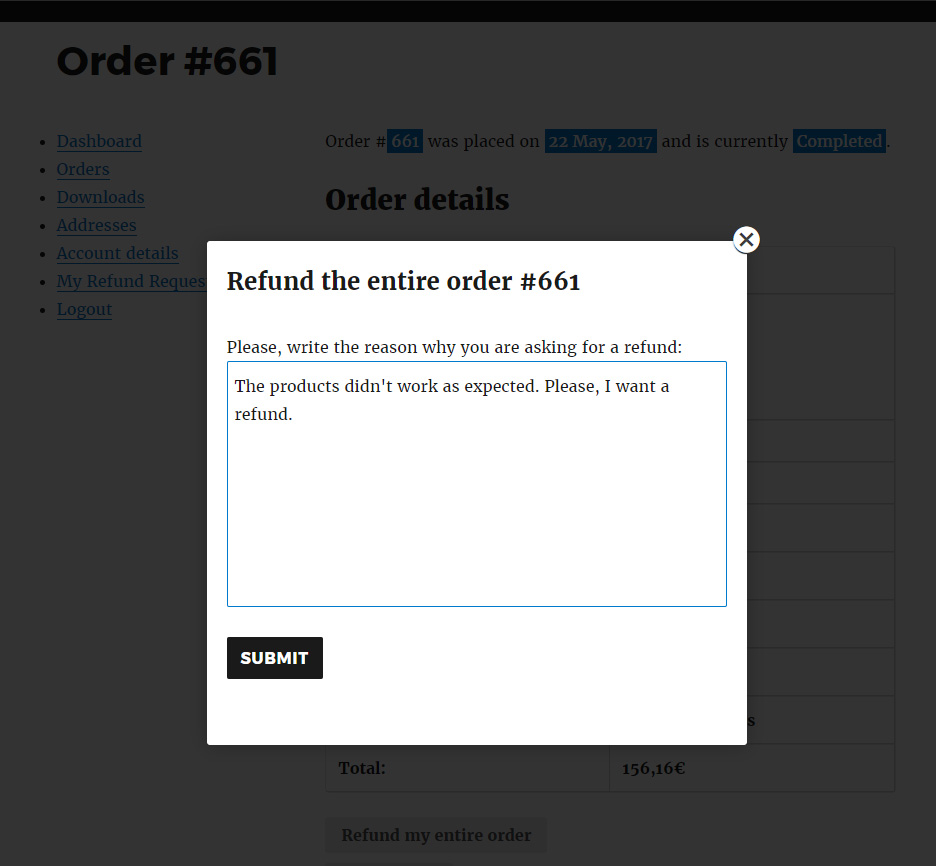 Order #661
Dashboard
Orders
Downloads
Addresses
Account details
My Refund Reques
Logout
Order #661 was placed on 22 May, 2017 and is currently Completed.
Order details
Refund the entire order #661
Please, write the reason why you are asking for a refund:
The products didn't work as expected. Please, I want a
refund.
SUBMIT
s
Total: 156,16€
Refund my entire order